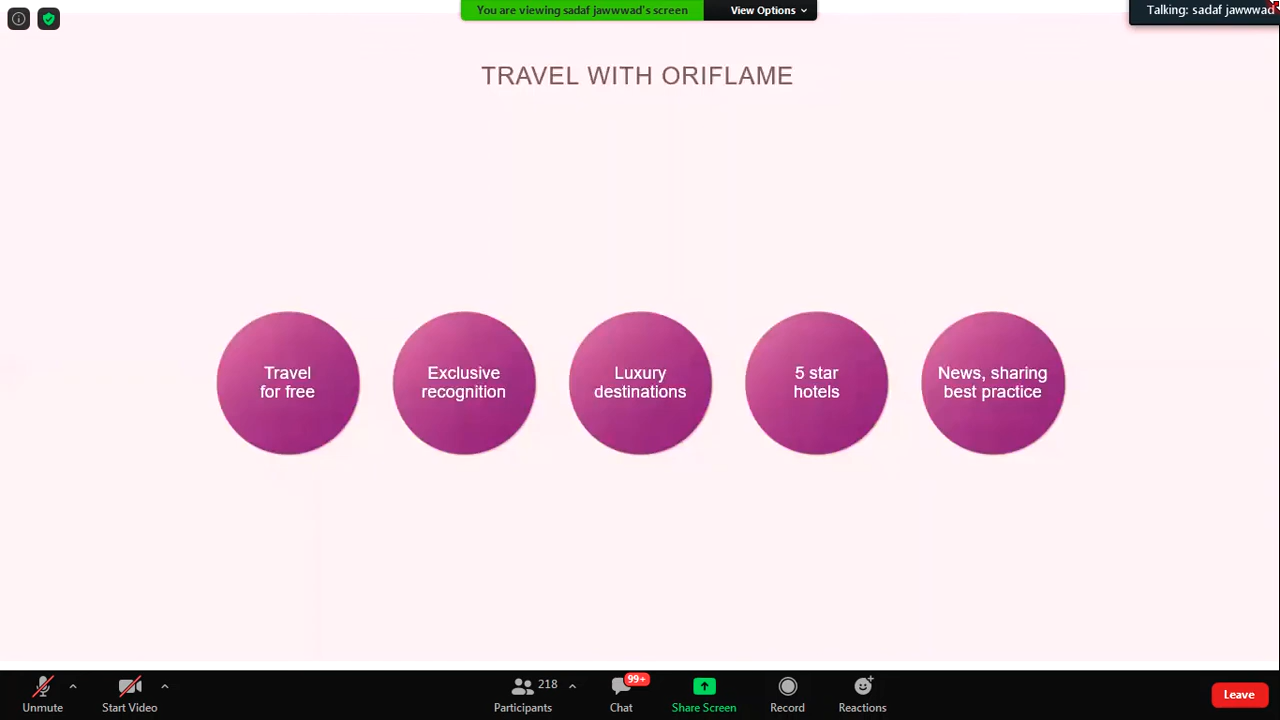 You are viewing sadaf jawwwad's screen
View Options
Talking: sadaf jawwwad
TRAVEL WITH ORIFLAME
Travel
for free
Exclusive
recognition
Luxury
destinations
5 star
hotels
News, sharing
best practice
Unmute
Start Video
218
Participants
99+
Chat
Share Screen
Record
Reactions
Leave